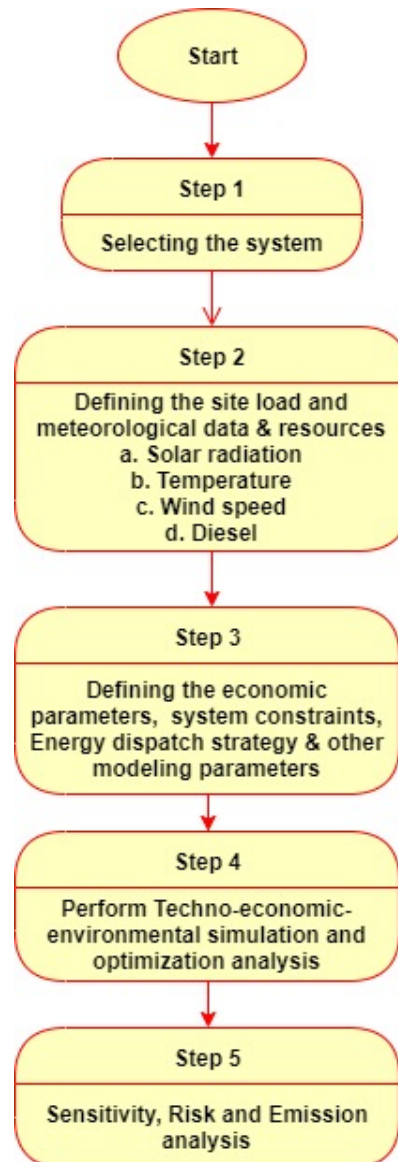 Start
Step 1
Selecting the system
Step 2
Defining the site load and
meteorological data & resources
a. Solar radiation
b. Temperature
c. Wind speed
d. Diesel
Step 3
Defining the economic
parameters, system constraints,
Energy dispatch strategy & other
modeling parameters
Step 4
Perform Techno-economic-
environmental simulation and
optimization analysis
Step 5
Sensitivity, Risk and Emission
analysis